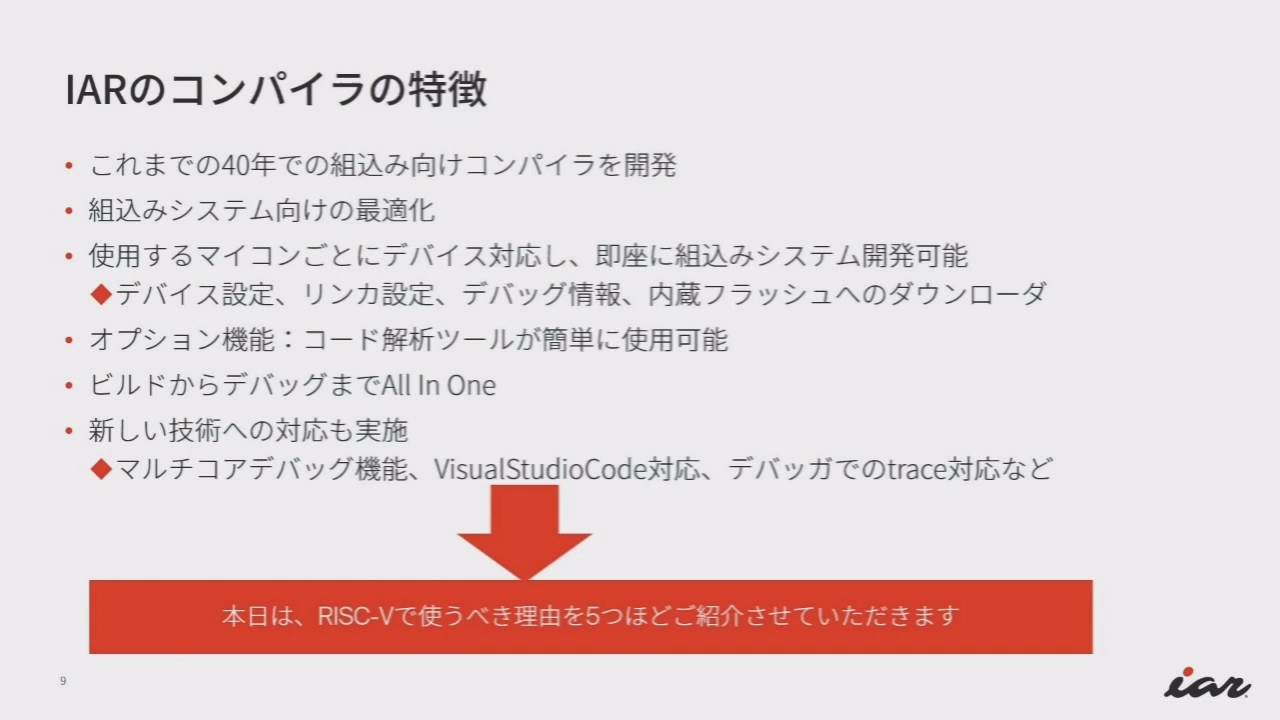 IARのコンパイラの特徴
• これまでの40年での組込み向けコンパイラを開発
• 組込みシステム向けの最適化
• 使用するマイコンごとにデバイス対応し、即座に組込みシステム開発可能
◆デバイス設定、リンカ設定、デバッグ情報、内蔵フラッシュへのダウンローダ
• オプション機能：コード解析ツールが簡単に使用可能
• ビルドからデバッグまでAll In One
• 新しい技術への対応も実施
◆マルチコアデバッグ機能、VisualStudioCode対応、デバッガでのtrace対応など
本日は、RISC-Vで使うべき理由を5つほどご紹介させていただきます
9
iar